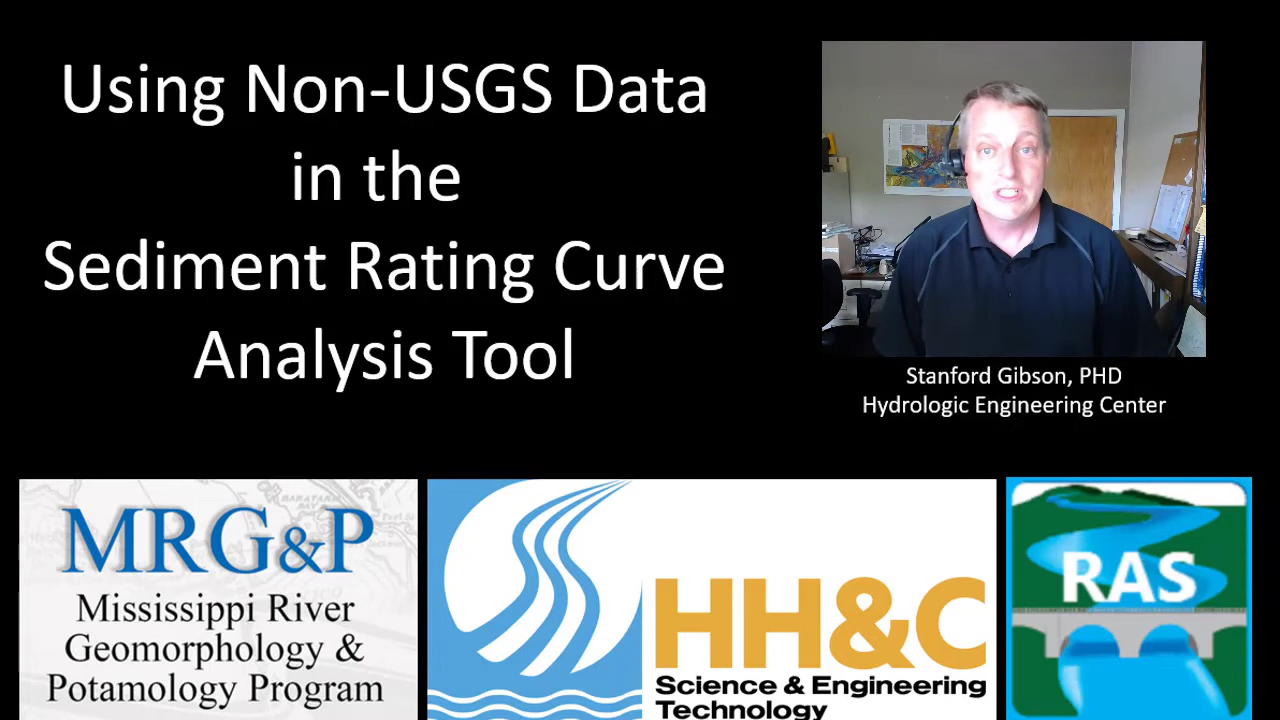 Using Non-USGS Data
in the
Sediment Rating Curve
Analysis Tool
Stanford Gibson, PHD
Hydrologic Engineering Center
MRG&P
Mississippi River
Geomorphology &
Potamology Program
HH&C
Science & Engineering
Technology
RAS